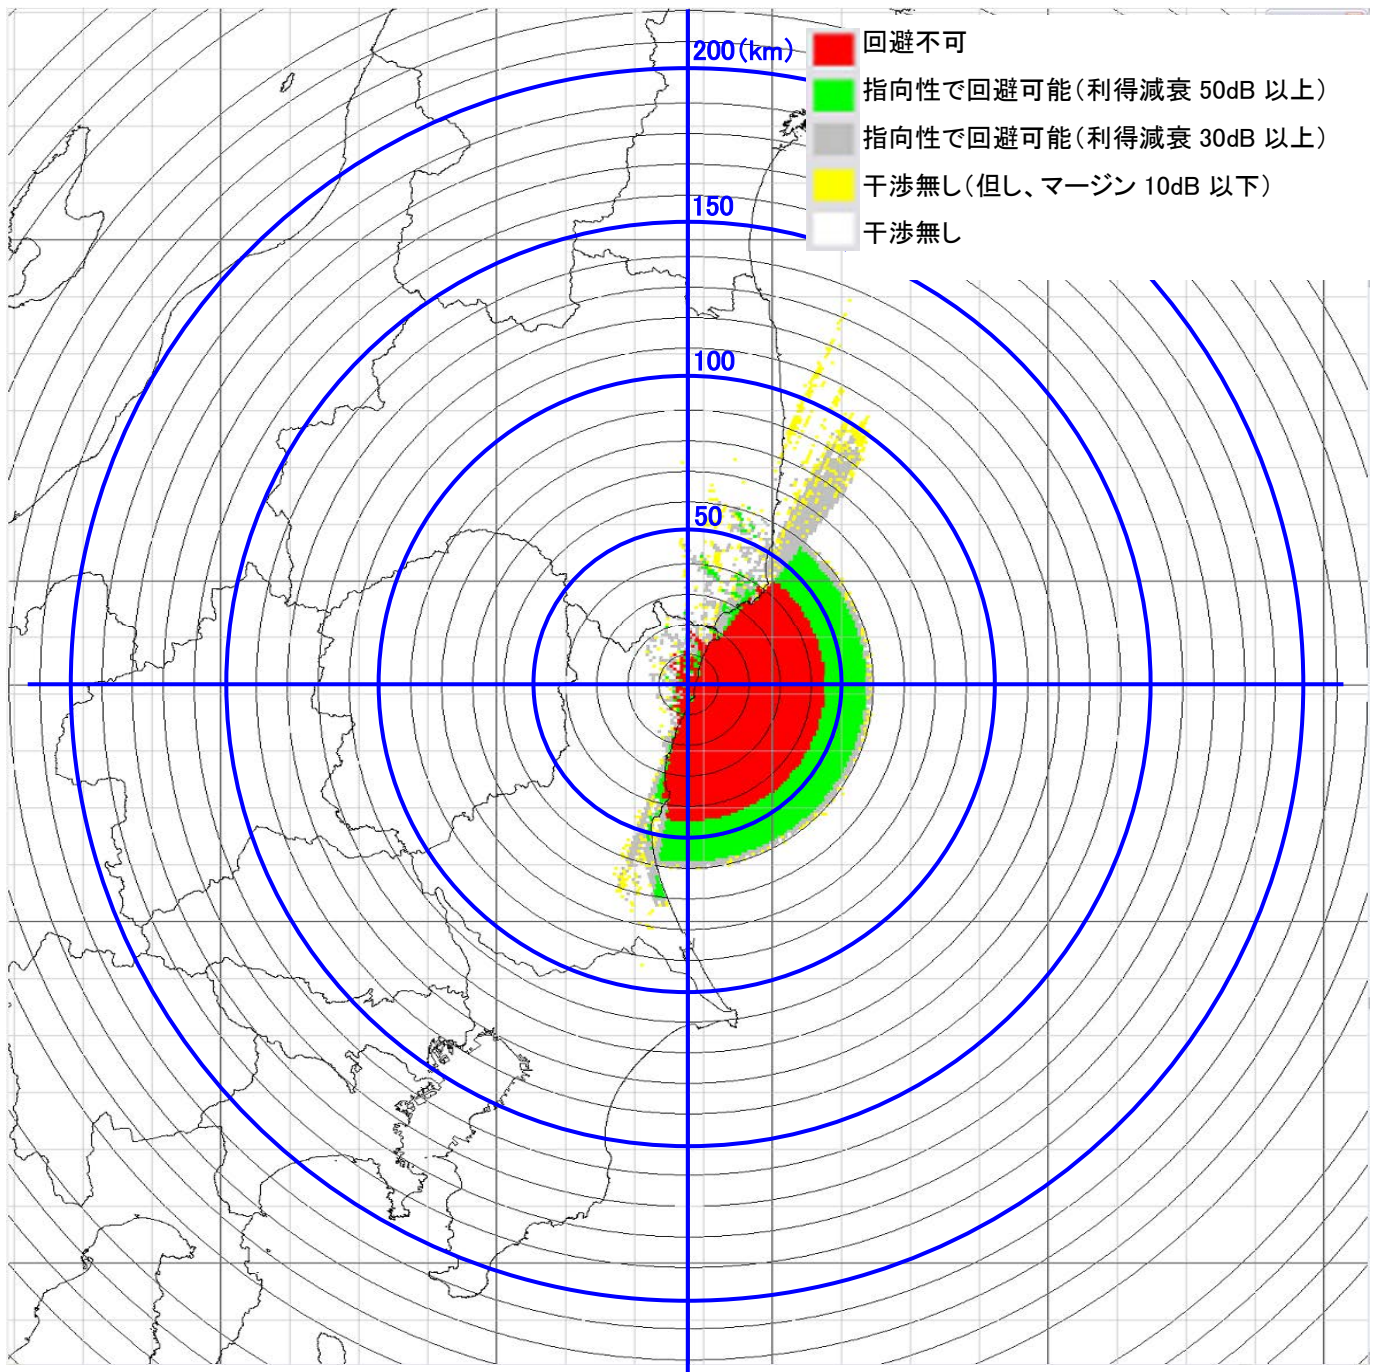 200(km)
回避不可
指向性で回避可能(利得減衰 50dB 以上)
指向性で回避可能(利得減衰 30dB 以上)
干渉無し(但し、マージン 10dB 以下)
干渉無し
150
100
50